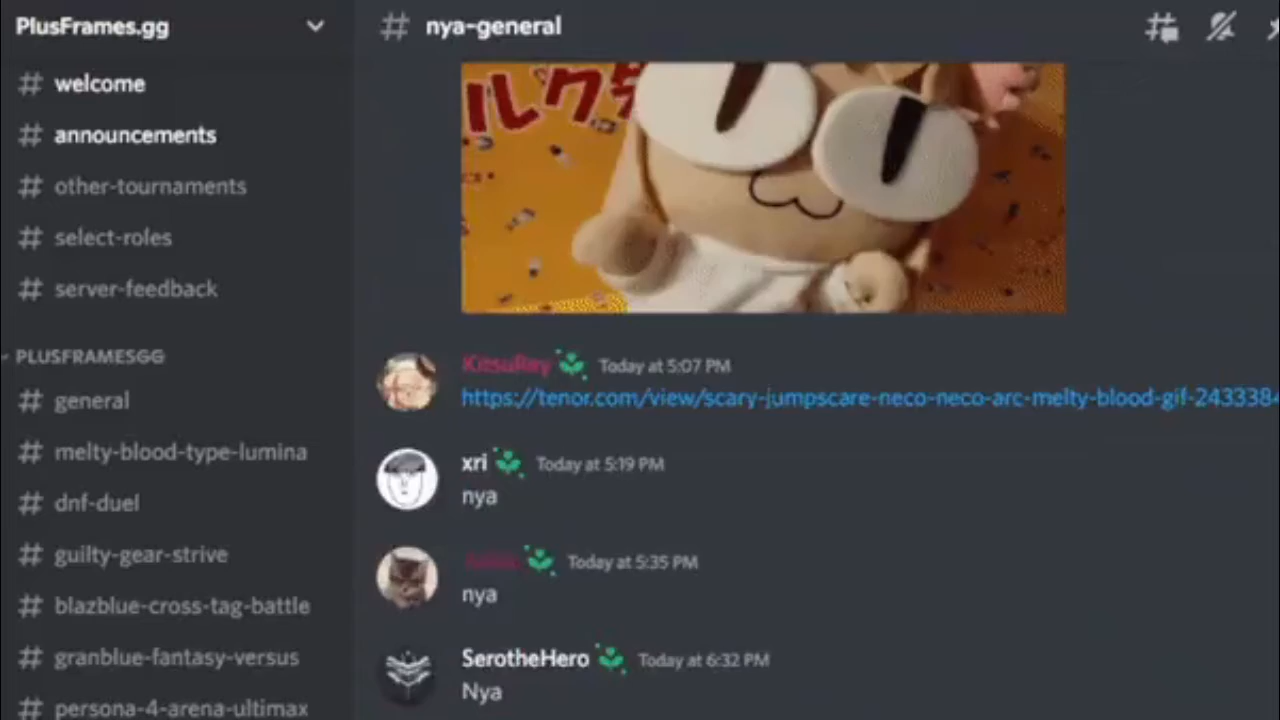 PlusFrames.gg
# welcome
# announcements
# other-tournaments
# select-roles
# server-feedback
PLUSFRAMESGG
# general
# melty-blood-type-lumina
# dnf-duel
# guilty-gear-strive
# blazblue-cross-tag-battle
# granblue-fantasy-versus
# persona-4-arena-ultimax
# nya-general
ルク
KitsuRey Today at 5:07 PM
https://tenor.com/view/scary-jumpscare-neco-neco-arc-melty-blood-gif-2433384
xri Today at 5:19 PM
nya
Today at 5:35 PM
nya
SerotheHero Today at 6:32 PM
Nya